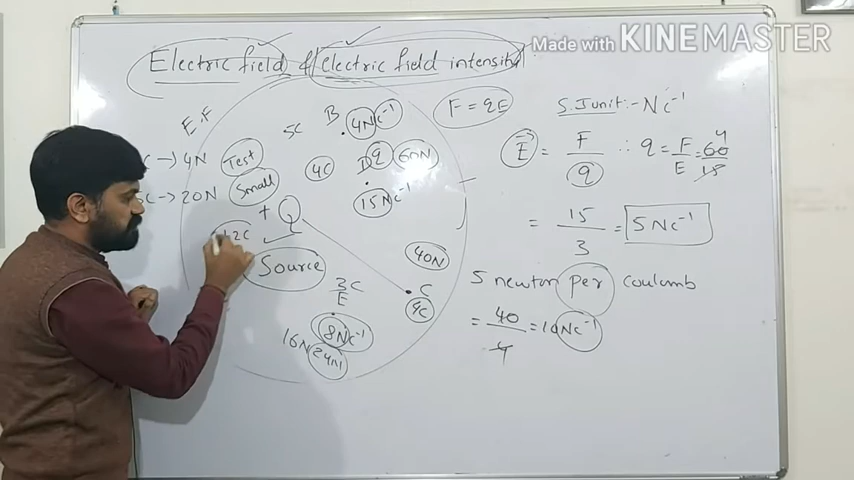 Made with KINEMASTER
Electric field & electric field intensity
E.F
5C
B
4NC⁻¹
F = qE
S.I unit :- NC⁻¹
C → 4N
Test
4C
D q 60N
E⃗ = F/q ∴ q = F/E = 60/15 4
5C → 20N
Small
15NC⁻¹
+ Q
= 15/3 = 5NC⁻¹
+2C
Source
40N
C
4C
5 newton per coulomb
3C
E
8NC⁻¹
16N 24N
= 40/4 = 10NC⁻¹